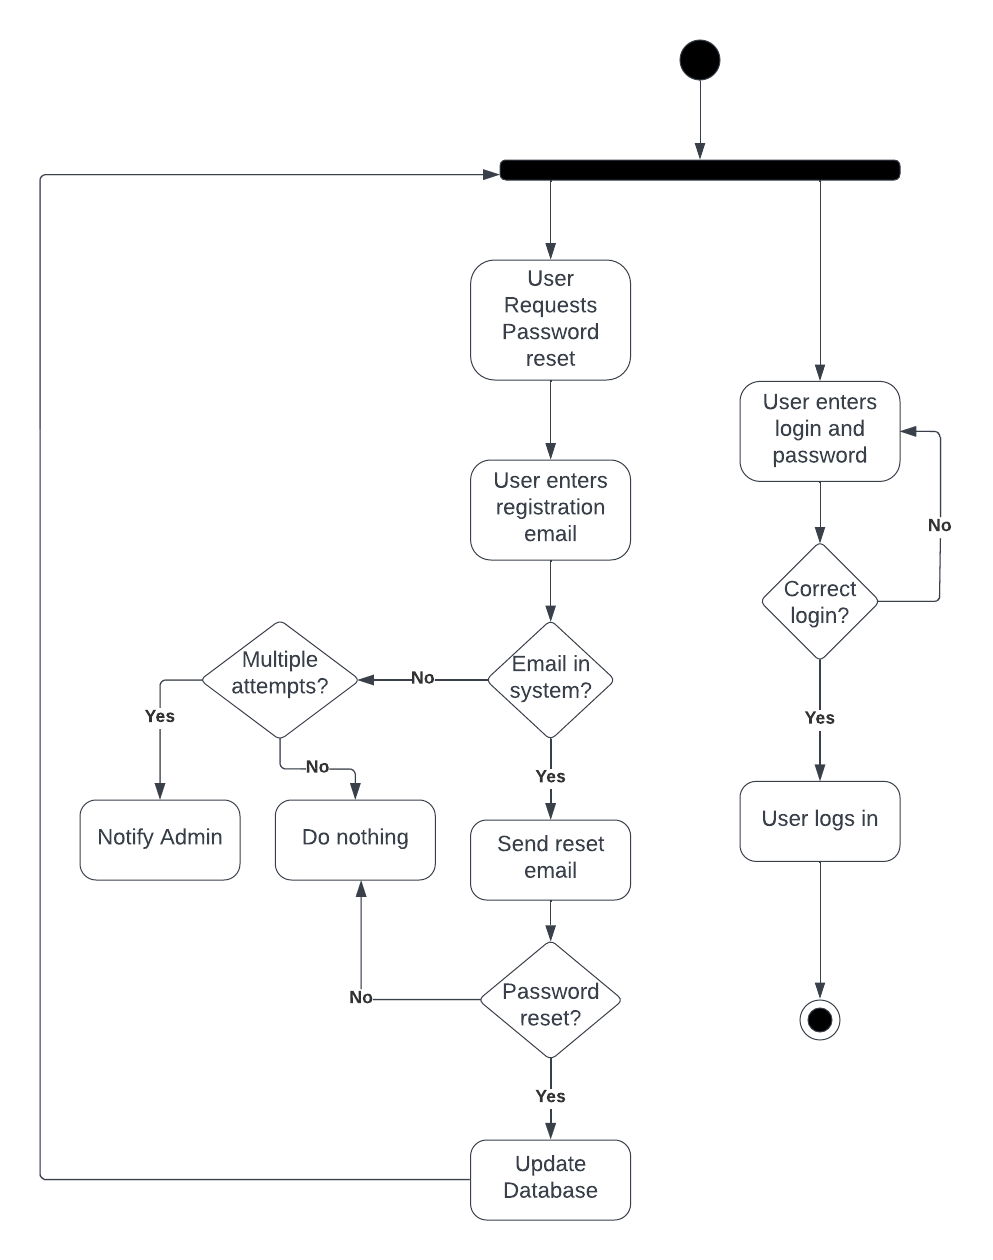 User
Requests
Password
reset
User enters
login and
password
User enters
registration
email
No
Correct
login?
Multiple
attempts?
No
Email in
system?
Yes
Yes
No
Yes
Notify Admin
Do nothing
Send reset
email
User logs in
Password
reset?
No
Yes
Update
Database